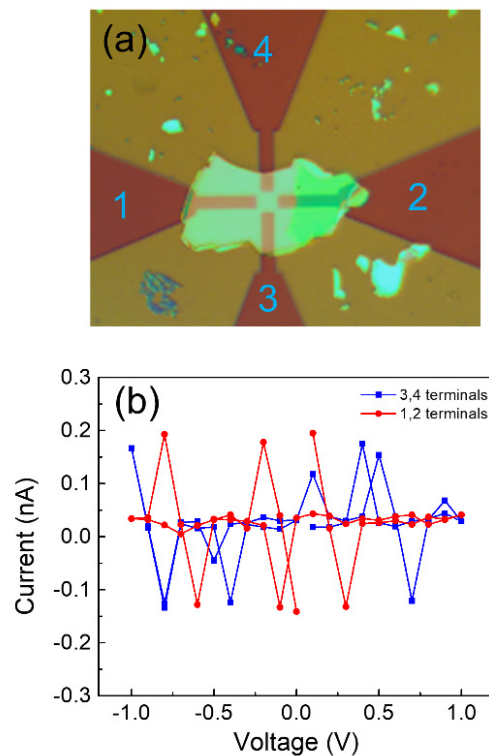 (a)
4
1
2
3
(b)
3,4 terminals
1,2 terminals
0.3
0.2
0.1
0.0
-0.1
-0.2
-0.3
Current (nA)
-1.0 -0.5 0.0 0.5 1.0
Voltage (V)